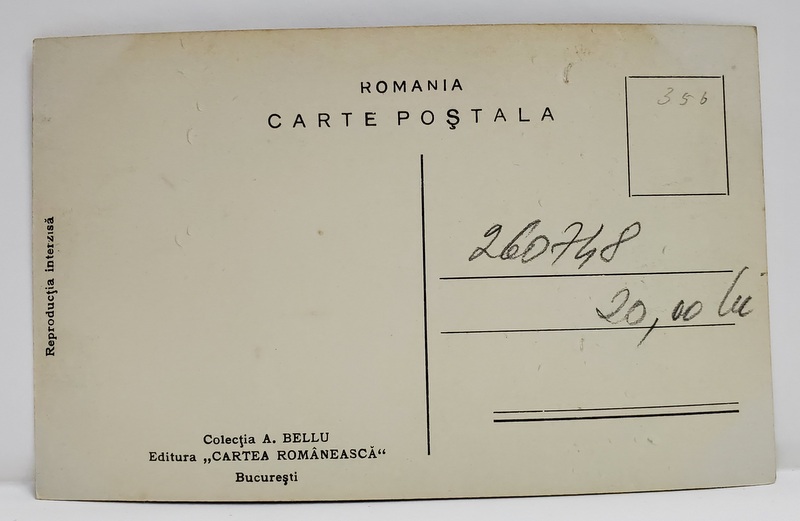 ROMANIA
CARTE POŞTALA
356
260748
20,00 lei
Reproducţia interzisă
Colecţia A. BELLU
Editura „CARTEA ROMÂNEASCĂ“
Bucureşti